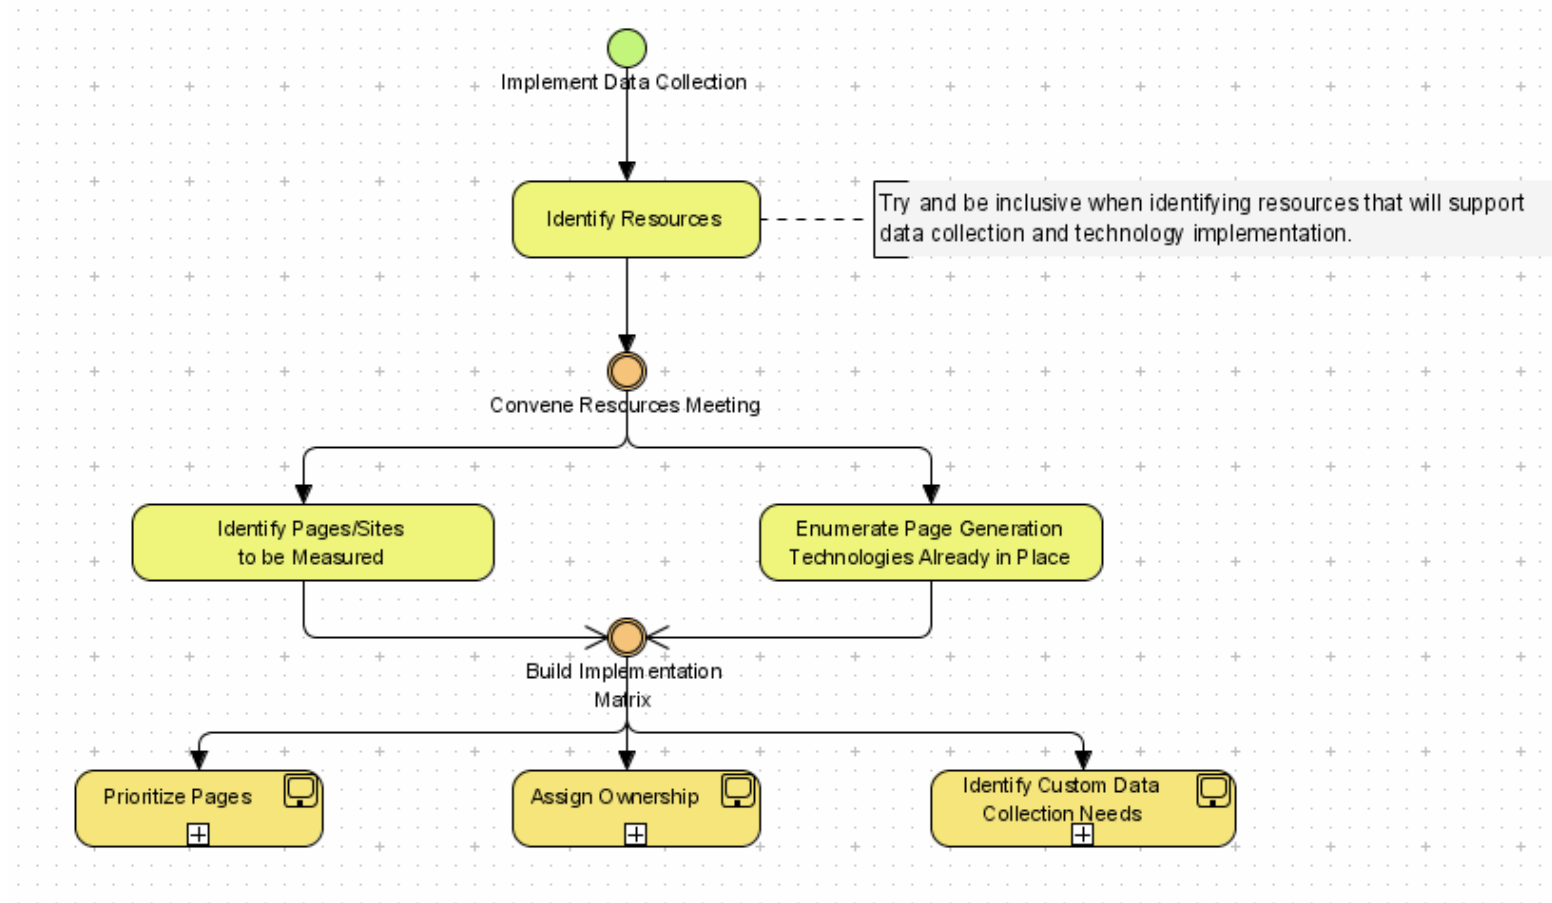 Implement Data Collection
Identify Resources
Try and be inclusive when identifying resources that will support
data collection and technology implementation.
Convene Resources Meeting
Identify Pages/Sites
to be Measured
Enumerate Page Generation
Technologies Already in Place
Build Implementation
Matrix
Prioritize Pages
Assign Ownership
Identify Custom Data
Collection Needs